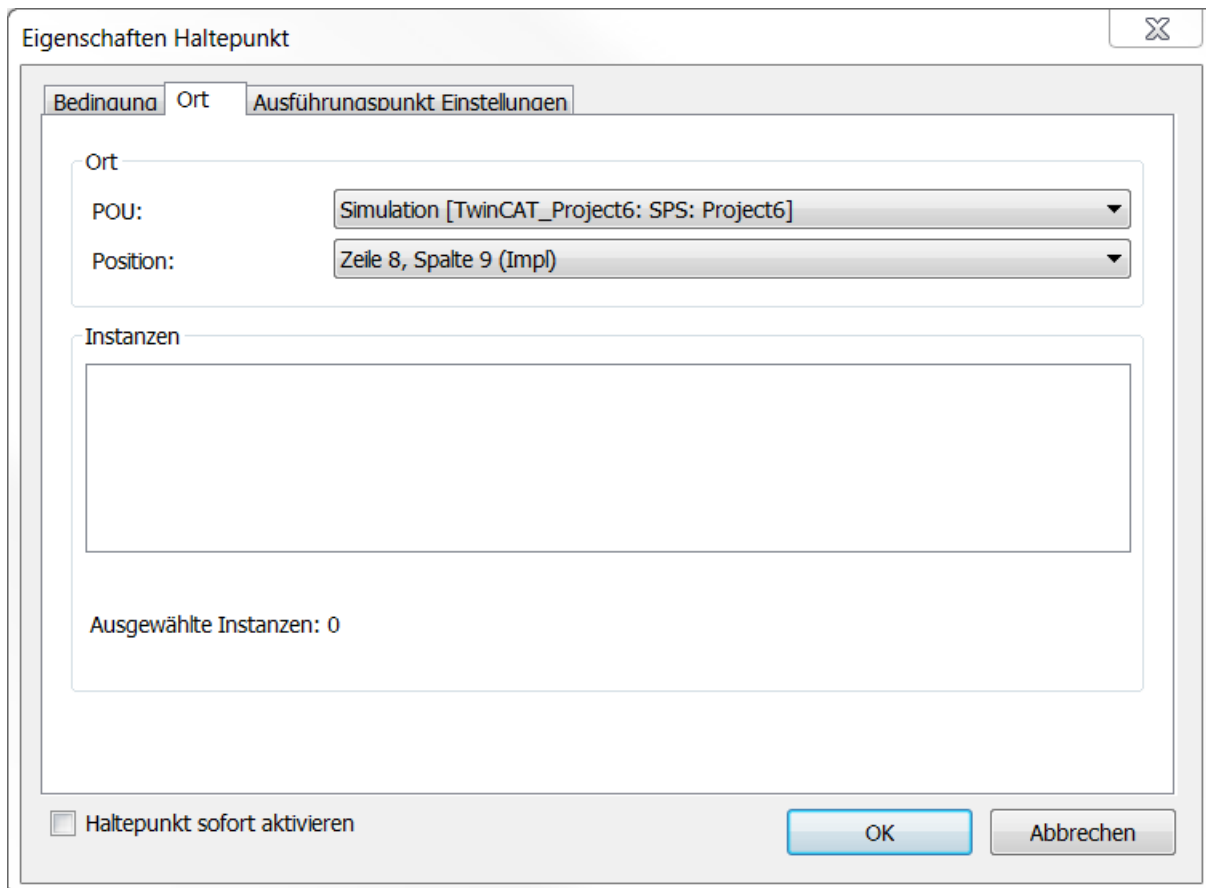 Eigenschaften Haltepunkt
Bedingung Ort Ausführungspunkt Einstellungen
Ort
POU: Simulation [TwinCAT_Project6: SPS: Project6]
Position: Zeile 8, Spalte 9 (Impl)
Instanzen
Ausgewählte Instanzen: 0
Haltepunkt sofort aktivieren OK Abbrechen